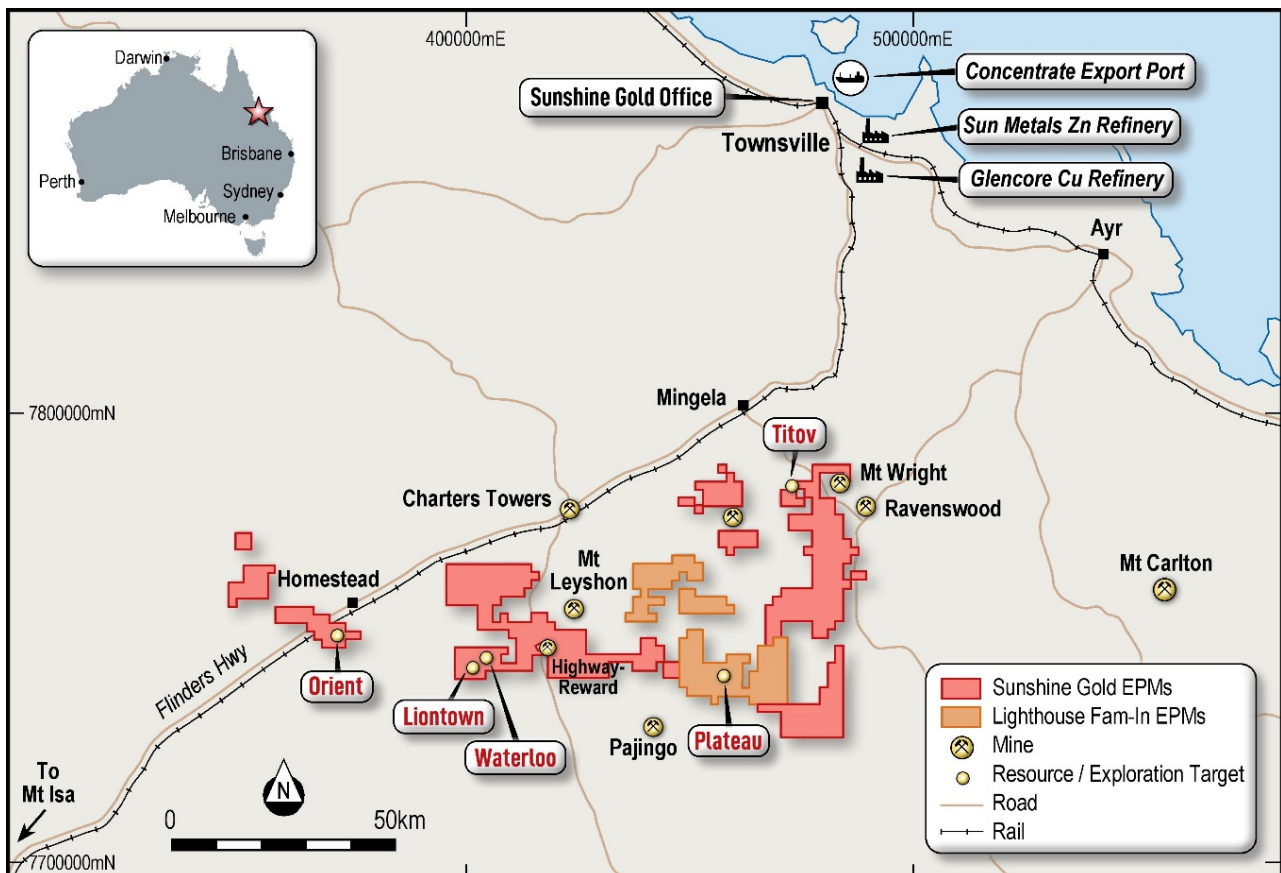 400000mE
500000mE
Darwin
Brisbane
Perth
Sydney
Melbourne
Sunshine Gold Office
Concentrate Export Port
Sun Metals Zn Refinery
Townsville
Glencore Cu Refinery
Ayr
7800000mN
Mingela
Titov
Mt Wright
Charters Towers
Ravenswood
Mt
Leyshon
Mt Carlton
Homestead
Highway-
Reward
Orient
Flinders Hwy
Liontown
Waterloo
Pajingo
Plateau
To
Mt Isa
N
0
50km
7700000mN
Sunshine Gold EPMs
Lighthouse Fam-In EPMs
Mine
Resource / Exploration Target
Road
Rail